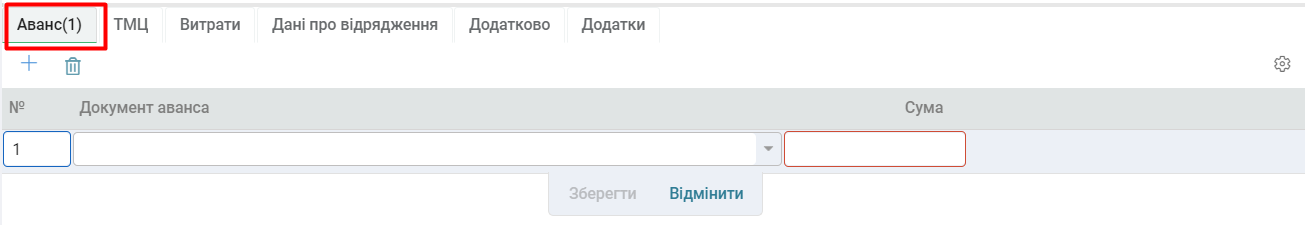 Аванс(1) ТМЦ Витрати Дані про відрядження Додатково Додатки
№ Документ аванса Сума
1
Зберегти Відмінити